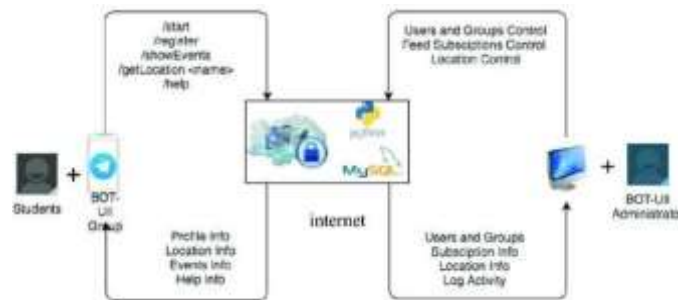 /start
/register
/showEvents
/getLocation <name>
/help
Users and Groups Control
Feed Subsciptions Control
Location Control
python
MySQL
internet
Students
BOT-UII
Group
BOT-UII
Administrator
Profile Info
Location Info
Events Info
Help Info
Users and Groups
Subsciption Info
Location Info
Log Activity